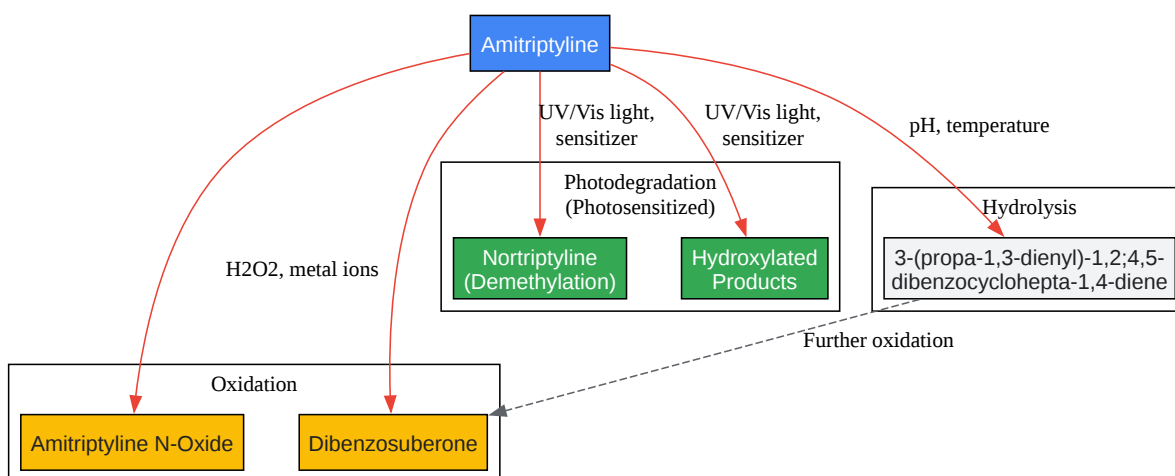 Amitriptyline
UV/Vis light,
sensitizer
UV/Vis light,
sensitizer
pH, temperature
Photodegradation
(Photosensitized)
Hydrolysis
Nortriptyline
(Demethylation)
Hydroxylated
Products
3-(propa-1,3-dienyl)-1,2;4,5-
dibenzocyclohepta-1,4-diene
H2O2, metal ions
Further oxidation
Oxidation
Amitriptyline N-Oxide
Dibenzosuberone